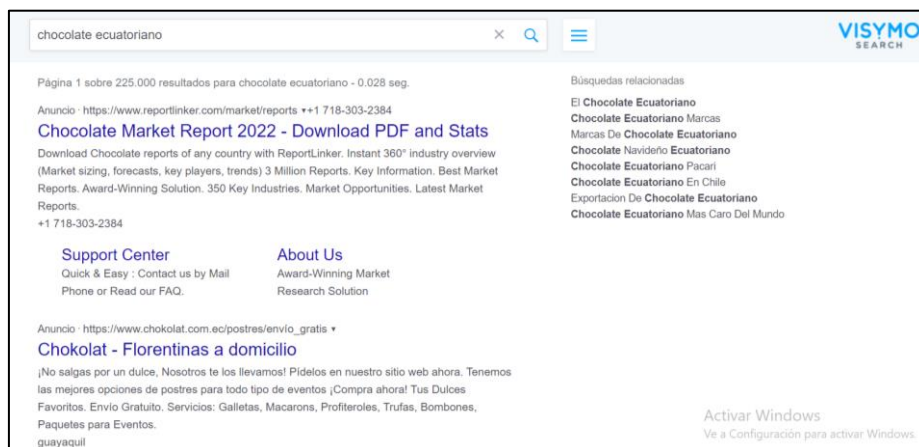 chocolate ecuatoriano
VISYMO
SEARCH
Página 1 sobre 225.000 resultados para chocolate ecuatoriano - 0.028 seg.
Anuncio · https://www.reportlinker.com/market/reports ▾+1 718-303-2384
Chocolate Market Report 2022 - Download PDF and Stats
Download Chocolate reports of any country with ReportLinker. Instant 360° industry overview
(Market sizing, forecasts, key players, trends) 3 Million Reports. Key Information. Best Market
Reports. Award-Winning Solution. 350 Key Industries. Market Opportunities. Latest Market
Reports.
+1 718-303-2384
Support Center
Quick & Easy : Contact us by Mail
Phone or Read our FAQ.
About Us
Award-Winning Market
Research Solution
Anuncio · https://www.chokolat.com.ec/postres/envío_gratis ▾
Chokolat - Florentinas a domicilio
¡No salgas por un dulce, Nosotros te los llevamos! Pídelos en nuestro sitio web ahora. Tenemos
las mejores opciones de postres para todo tipo de eventos ¡Compra ahora! Tus Dulces
Favoritos. Envío Gratuito. Servicios: Galletas, Macarons, Profiteroles, Trufas, Bombones,
Paquetes para Eventos.
guayaquil
Búsquedas relacionadas
El Chocolate Ecuatoriano
Chocolate Ecuatoriano Marcas
Marcas De Chocolate Ecuatoriano
Chocolate Navideño Ecuatoriano
Chocolate Ecuatoriano Pacari
Chocolate Ecuatoriano En Chile
Exportacion De Chocolate Ecuatoriano
Chocolate Ecuatoriano Mas Caro Del Mundo
Activar Windows
Ve a Configuración para activar Windows.